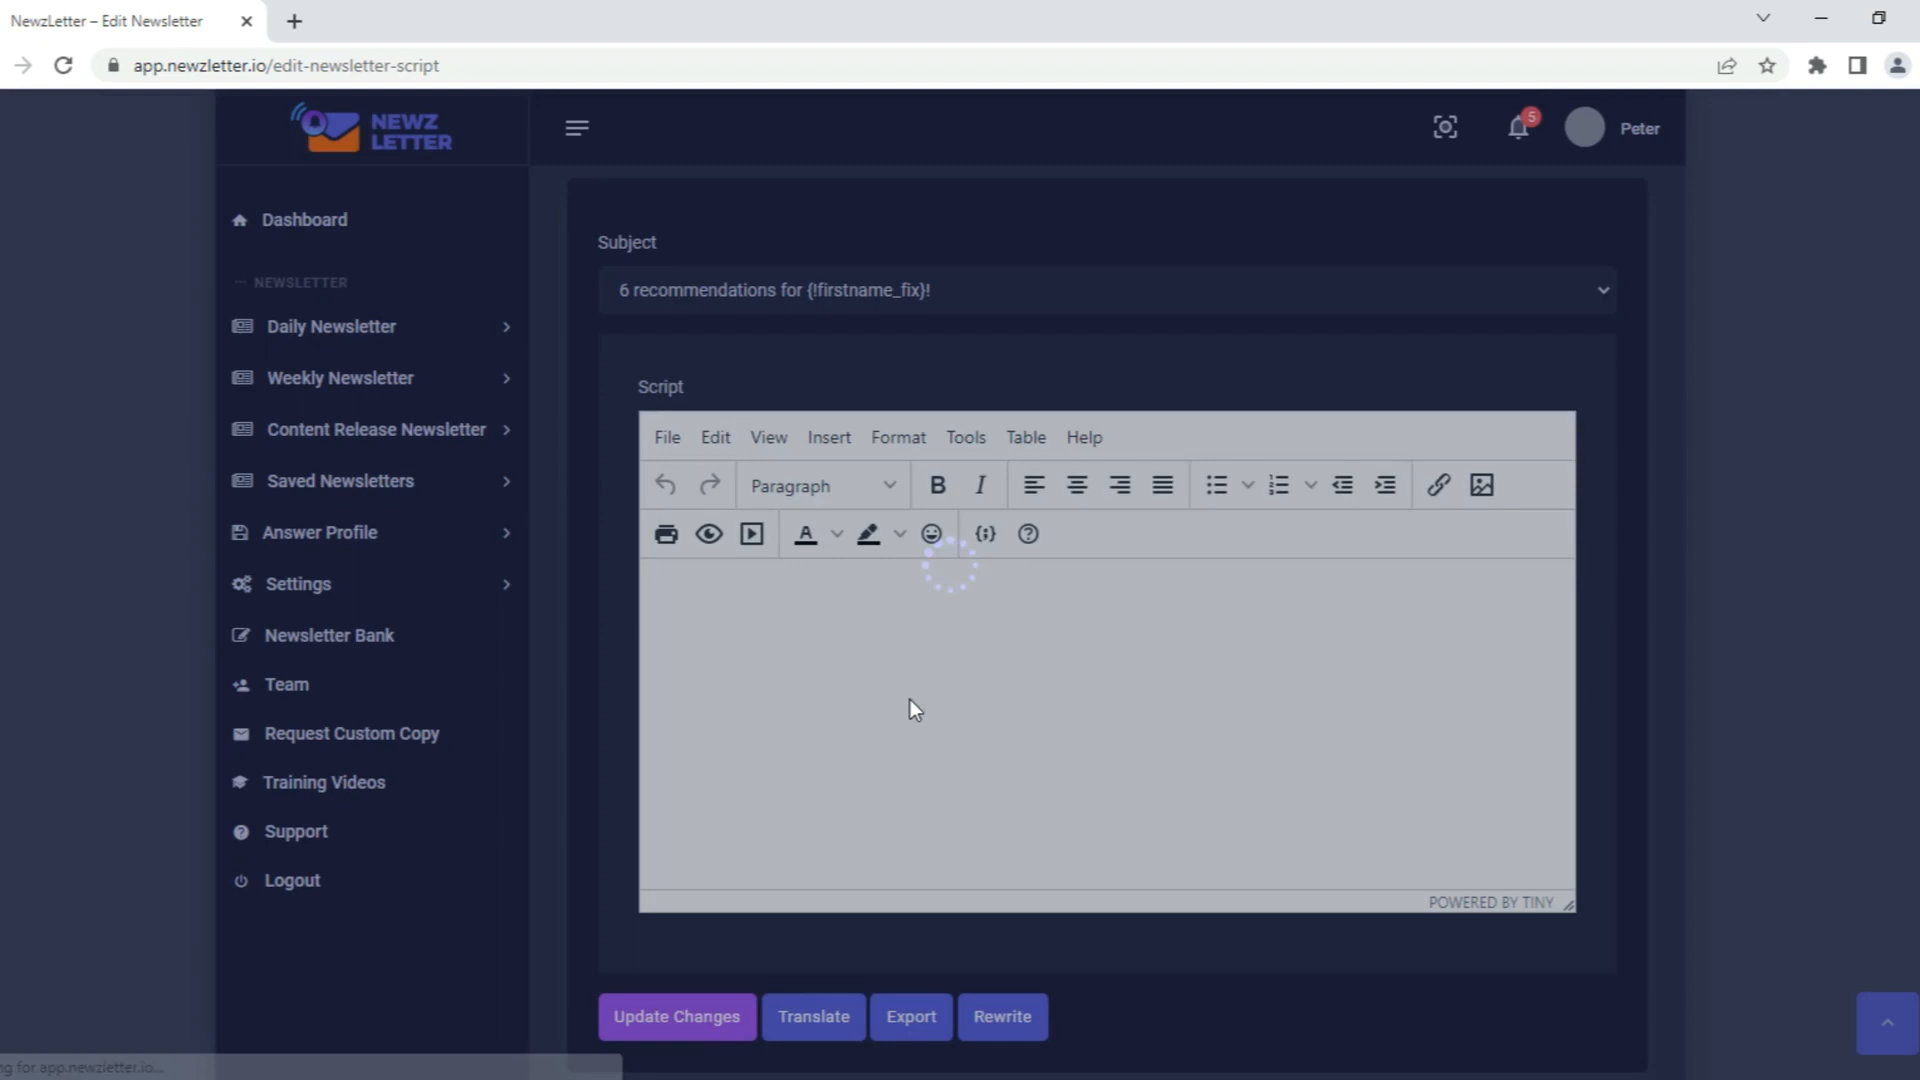 NewzLetter – Edit Newsletter
app.newzletter.io/edit-newsletter-script
NEWZ
LETTER
5
Peter
Dashboard
NEWSLETTER
Daily Newsletter
Weekly Newsletter
Content Release Newsletter
Saved Newsletters
Answer Profile
Settings
Newsletter Bank
Team
Request Custom Copy
Training Videos
Support
Logout
Subject
6 recommendations for {!firstname_fix}!
Script
File Edit View Insert Format Tools Table Help
Paragraph B I
A
POWERED BY TINY
Update Changes Translate Export Rewrite
ng for app.newzletter.io...